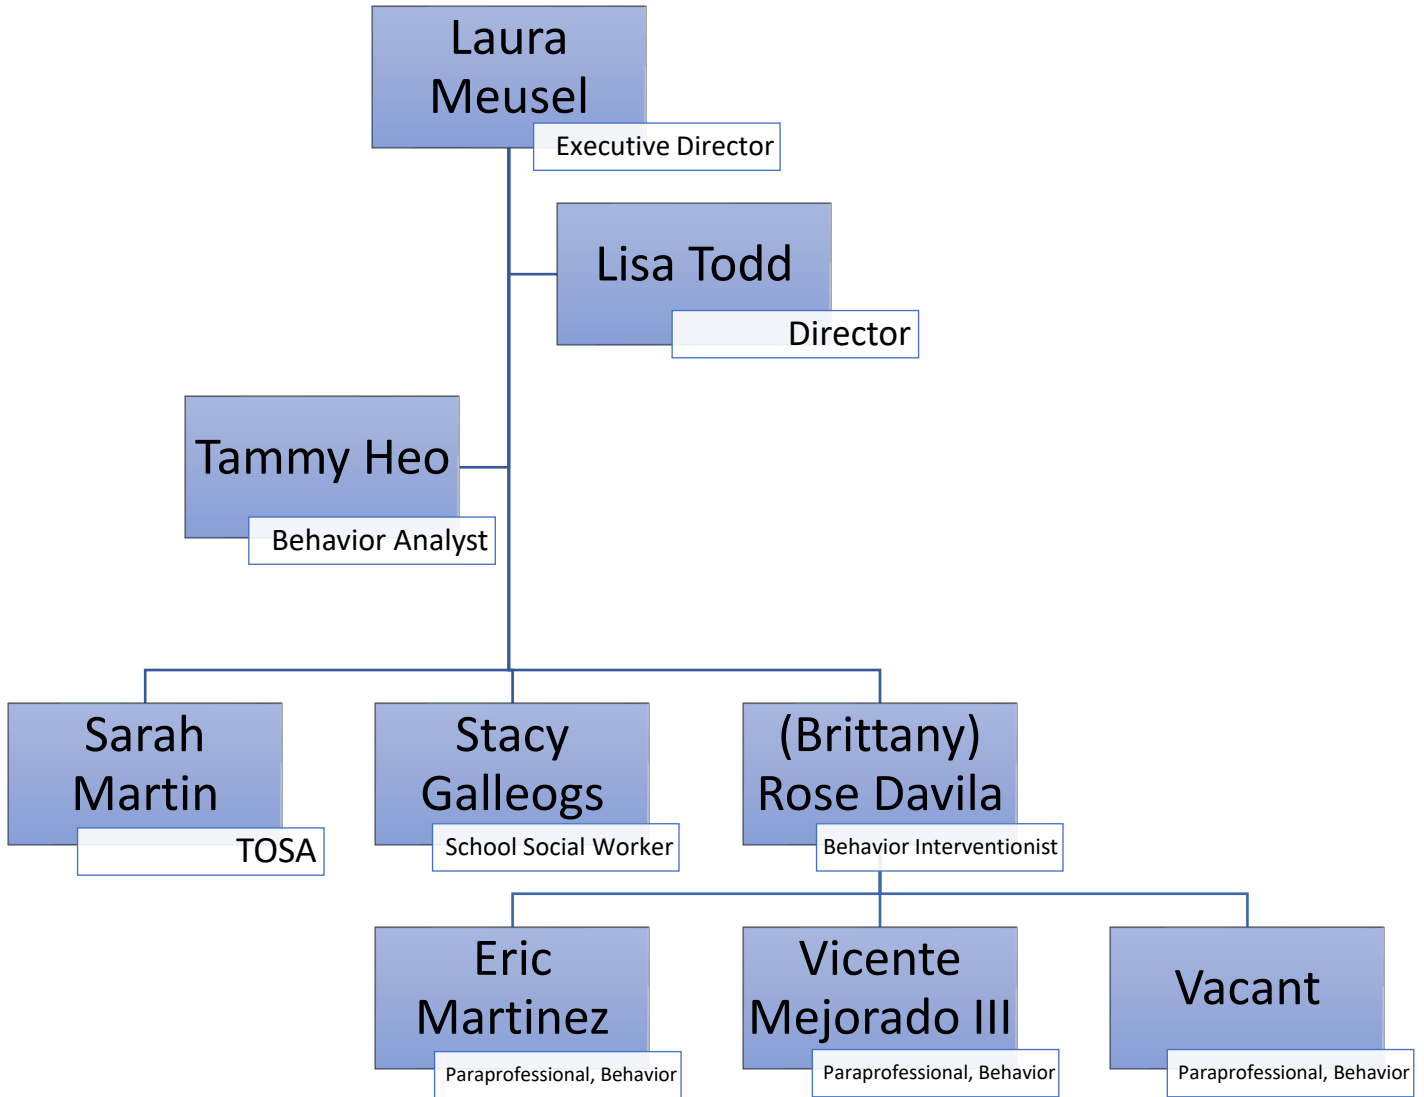 Laura
Meusel
Executive Director
Lisa Todd
Director
Tammy Heo
Behavior Analyst
Sarah
Martin
TOSA
Stacy
Galleogs
School Social Worker
(Brittany)
Rose Davila
Behavior Interventionist
Eric
Martinez
Paraprofessional, Behavior
Vicente
Mejorado III
Paraprofessional, Behavior
Vacant
Paraprofessional, Behavior